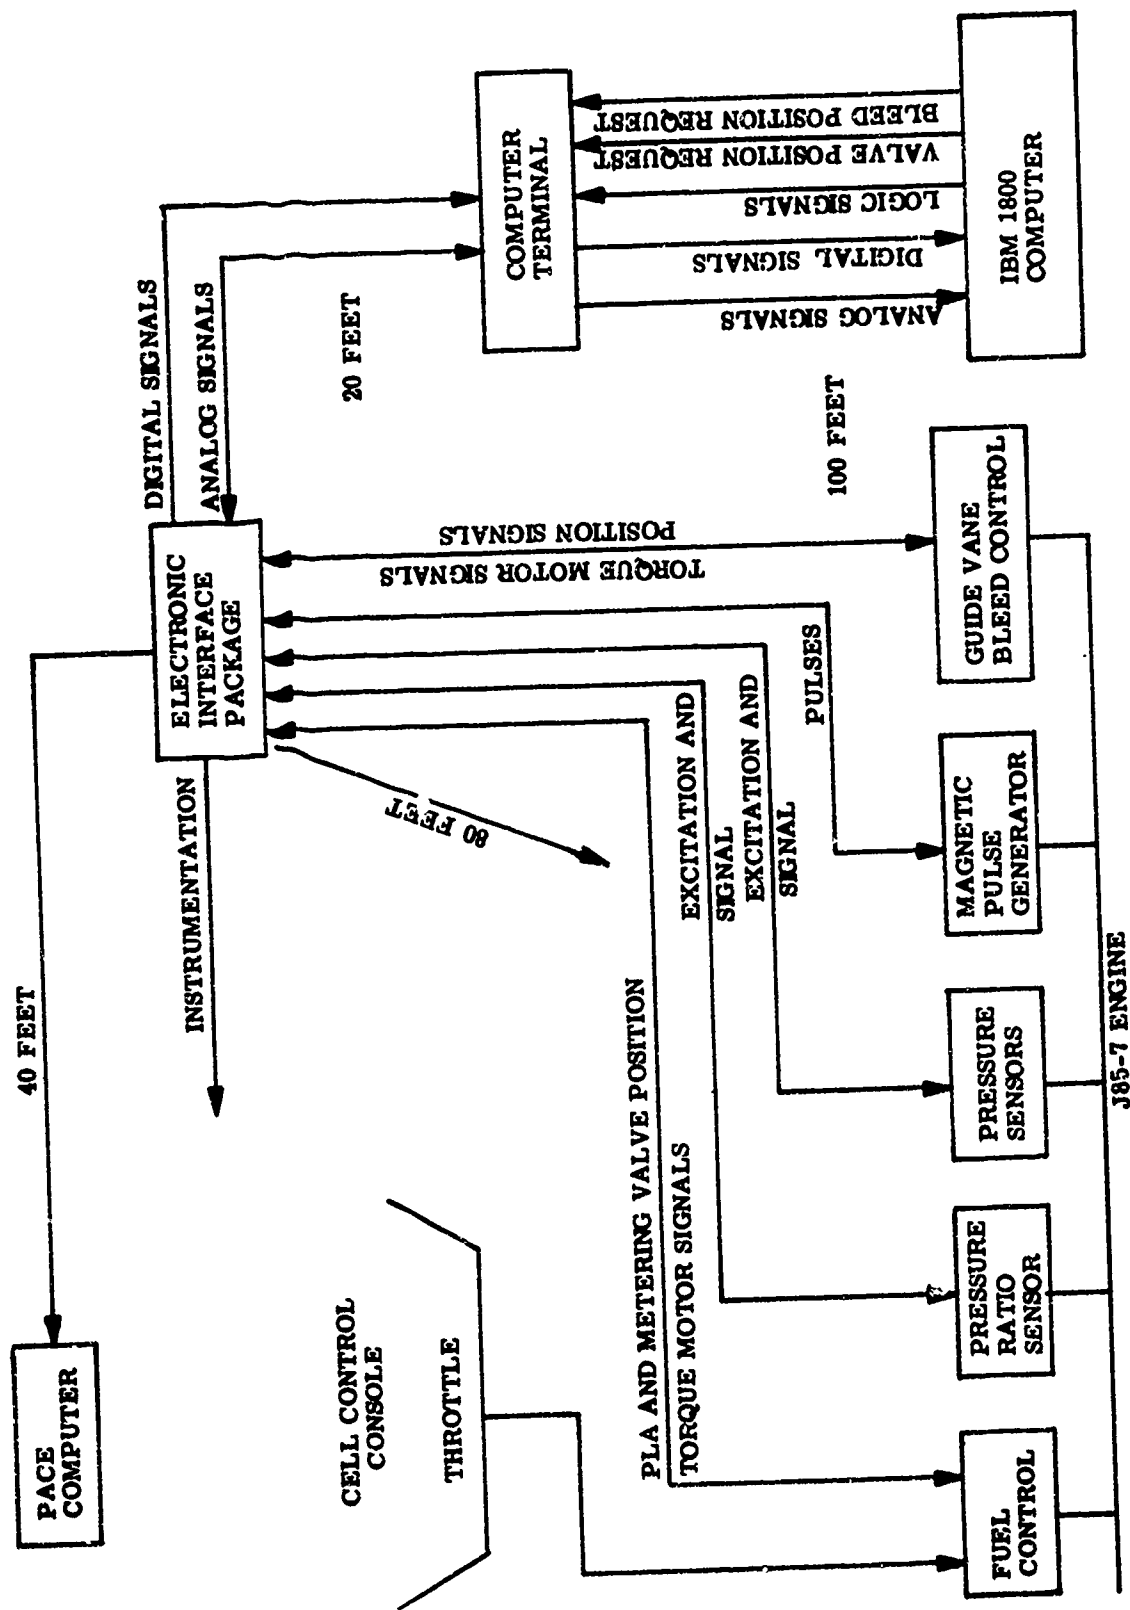 PACE
COMPUTER
40 FEET
CELL CONTROL
CONSOLE
THROTTLE
INSTRUMENTATION
ELECTRONIC
INTERFACE
PACKAGE
DIGITAL SIGNALS
ANALOG SIGNALS
20 FEET
COMPUTER
TERMINAL
80 FEET
POSITION SIGNALS
TORQUE MOTOR SIGNALS
PLA AND METERING VALVE POSITION
TORQUE MOTOR SIGNALS
EXCITATION AND
SIGNAL
EXCITATION AND
SIGNAL
PULSES
100 FEET
BLEED POSITION REQUEST
VALVE POSITION REQUEST
LOGIC SIGNALS
DIGITAL SIGNALS
ANALOG SIGNALS
FUEL
CONTROL
PRESSURE
RATIO
SENSOR
PRESSURE
SENSORS
MAGNETIC
PULSE
GENERATOR
GUIDE VANE
BLEED CONTROL
IBM 1800
COMPUTER
J85-7 ENGINE